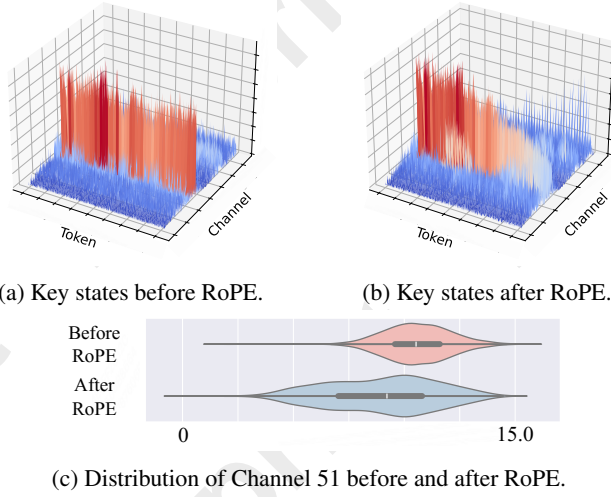 Token
Channel
Token
Channel
(a) Key states before RoPE.
(b) Key states after RoPE.
Before
RoPE
After
RoPE
0
15.0
(c) Distribution of Channel 51 before and after RoPE.